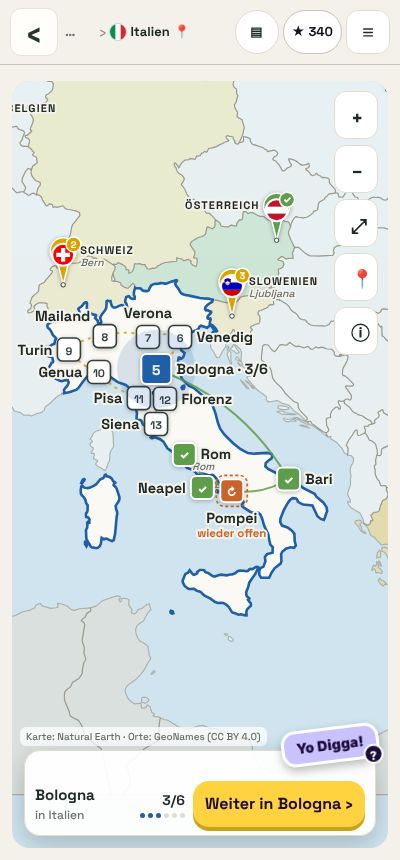 <
...
> Italien
★ 340
≡
+
–
BELGIEN
ÖSTERREICH
2
SCHWEIZ
Bern
3
SLOWENIEN
Ljubljana
Mailand
Verona
8
7
6
Venedig
Turin
9
Genua
10
5
Bologna · 3/6
Pisa
11
12
Florenz
Siena
13
Rom
Rom
Neapel
Bari
Pompei
wieder offen
Karte: Natural Earth · Orte: GeoNames (CC BY 4.0)
Yo Digga!
?
Bologna
in Italien
3/6
Weiter in Bologna >